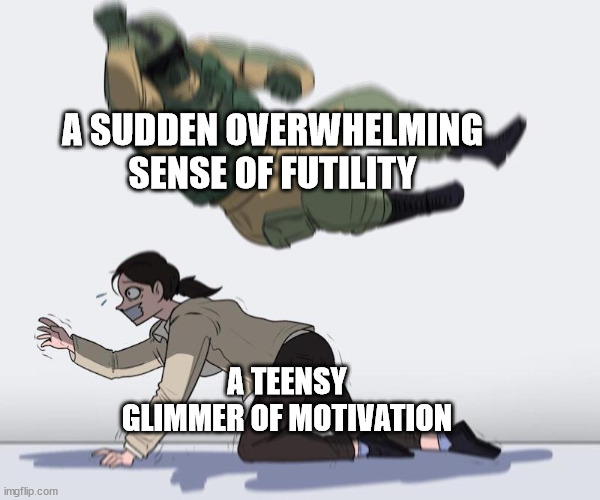 A SUDDEN OVERWHELMING
SENSE OF FUTILITY
A TEENSY
GLIMMER OF MOTIVATION
imgflip.com